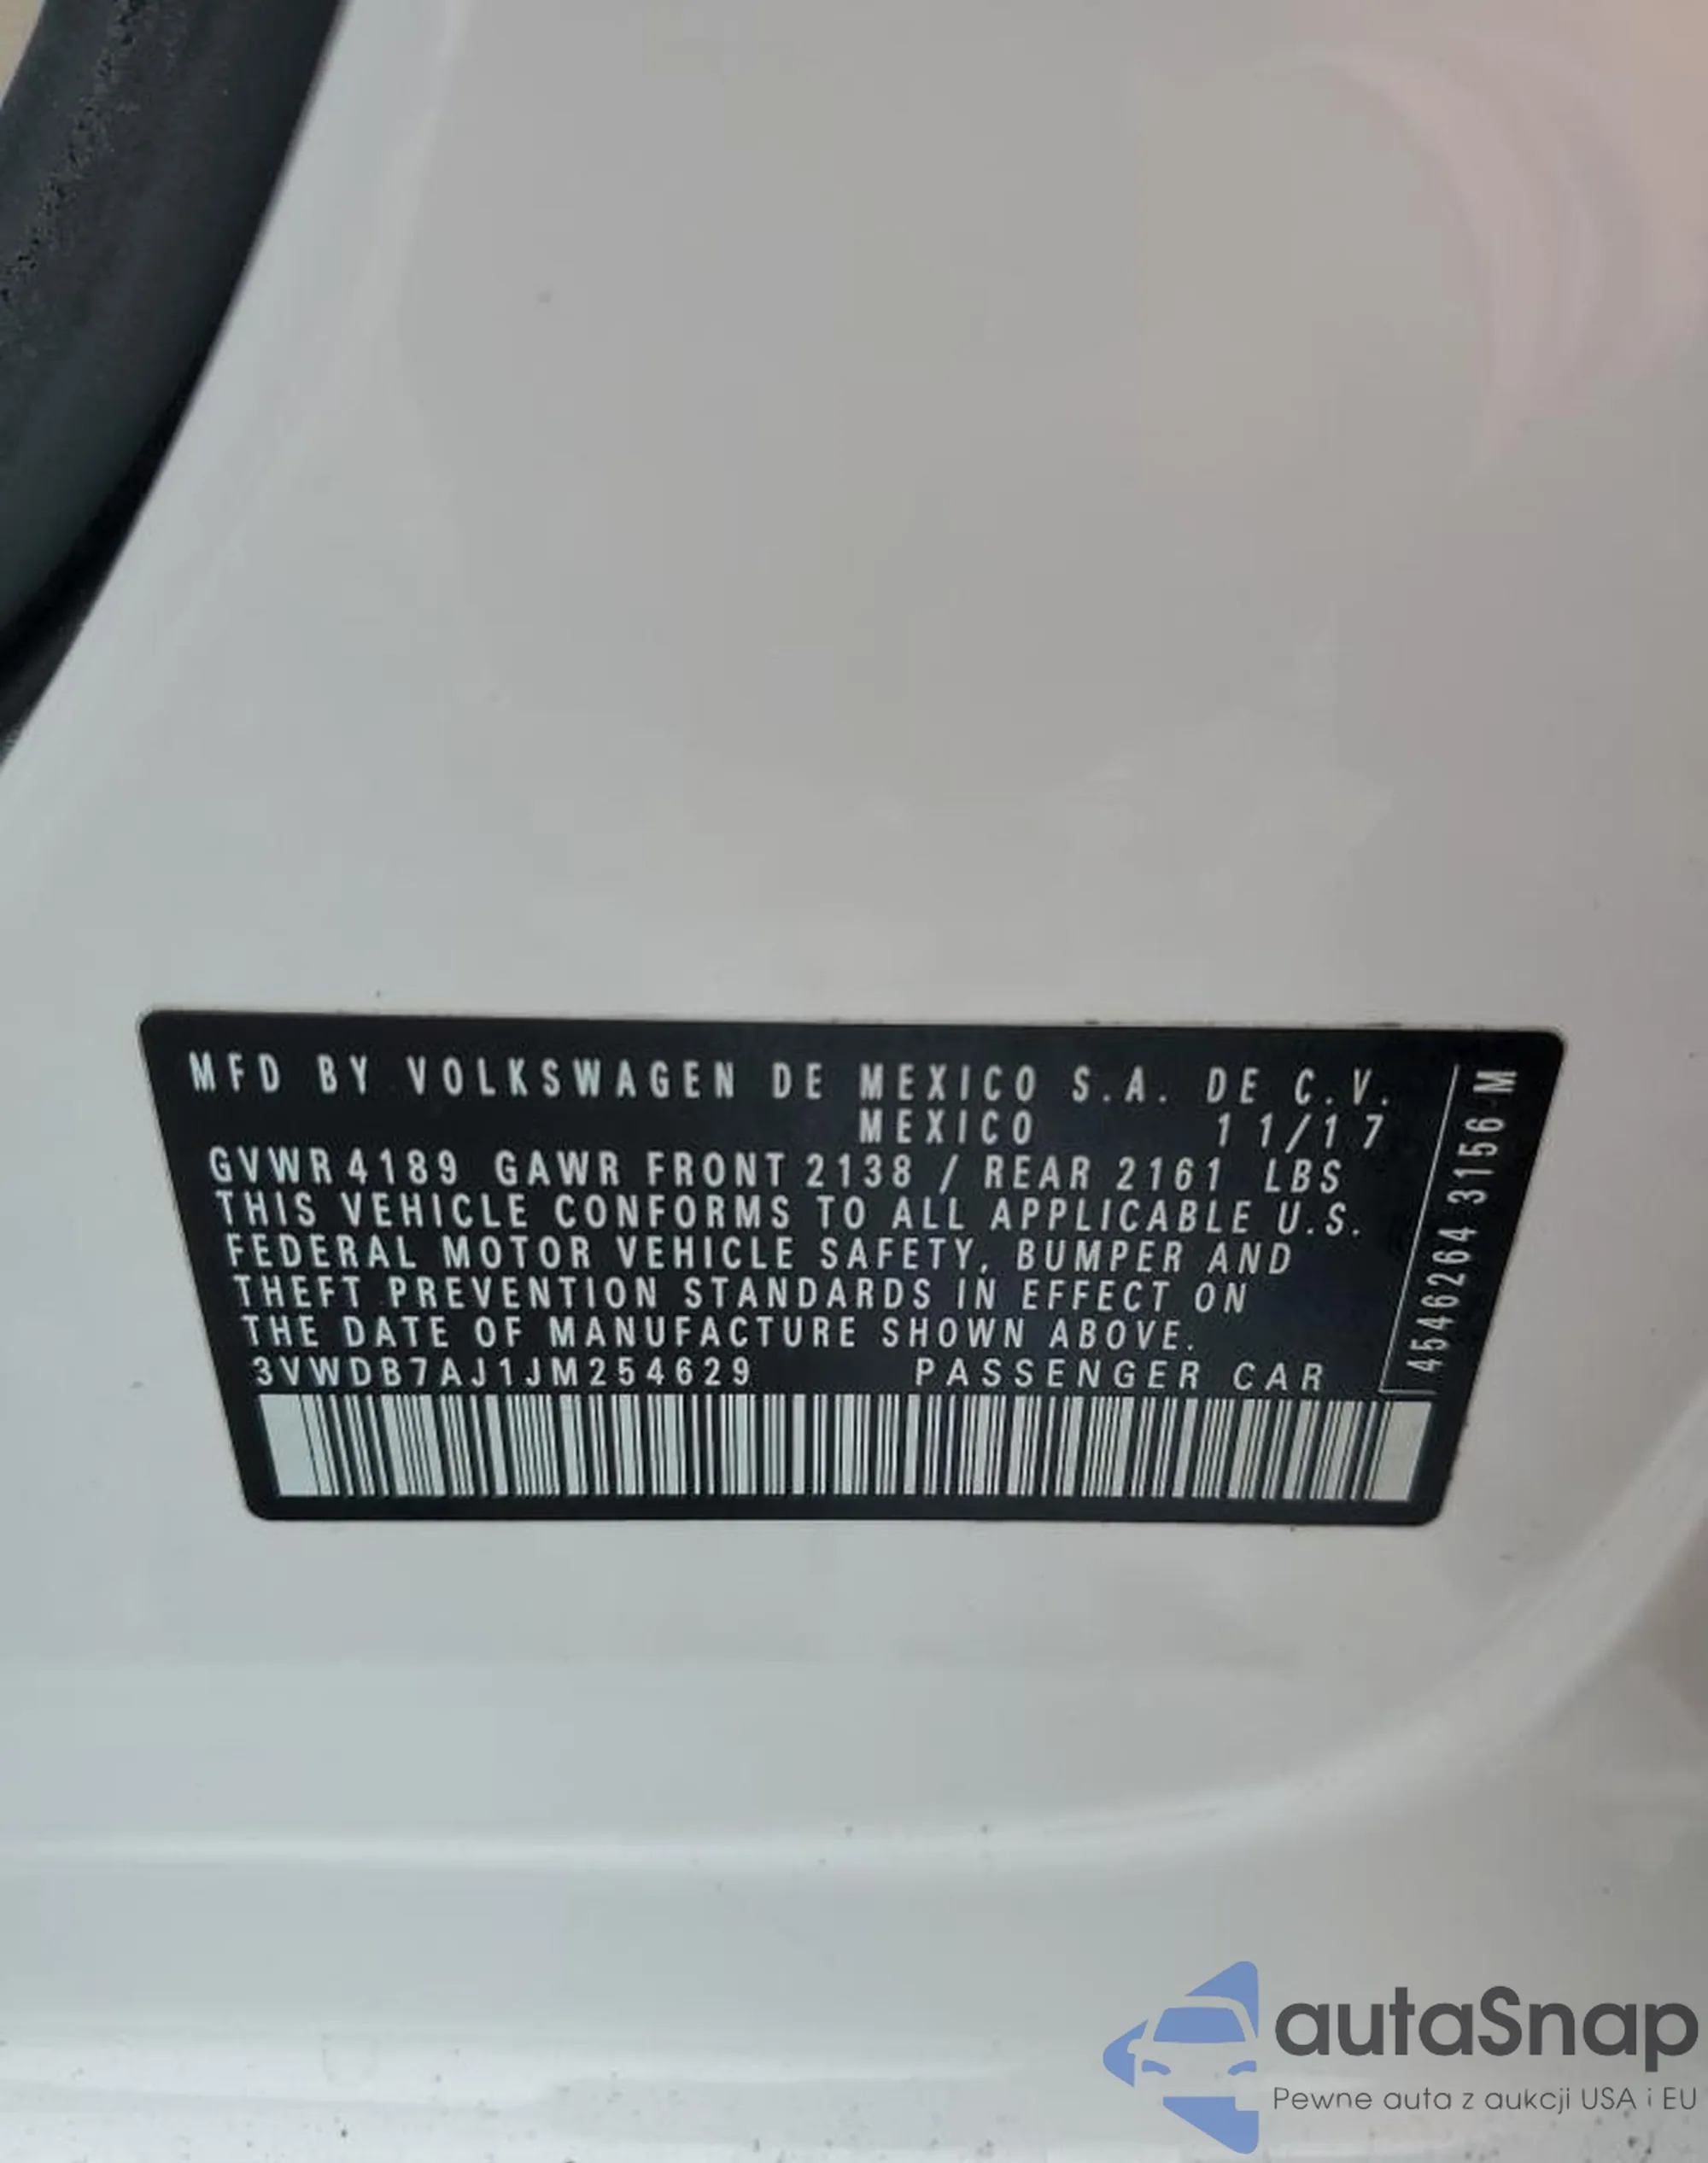 MFD BY VOLKSWAGEN DE MEXICO S.A. DE C.V.
MEXICO 11/17
GVWR 4189 GAWR FRONT 2138 / REAR 2161 LBS
THIS VEHICLE CONFORMS TO ALL APPLICABLE U.S.
FEDERAL MOTOR VEHICLE SAFETY, BUMPER AND
THEFT PREVENTION STANDARDS IN EFFECT ON
THE DATE OF MANUFACTURE SHOWN ABOVE.
3VWDB7AJ1JM254629 PASSENGER CAR
4546264 3156 M
autaSnap
Pewne auta z aukcji USA i EU